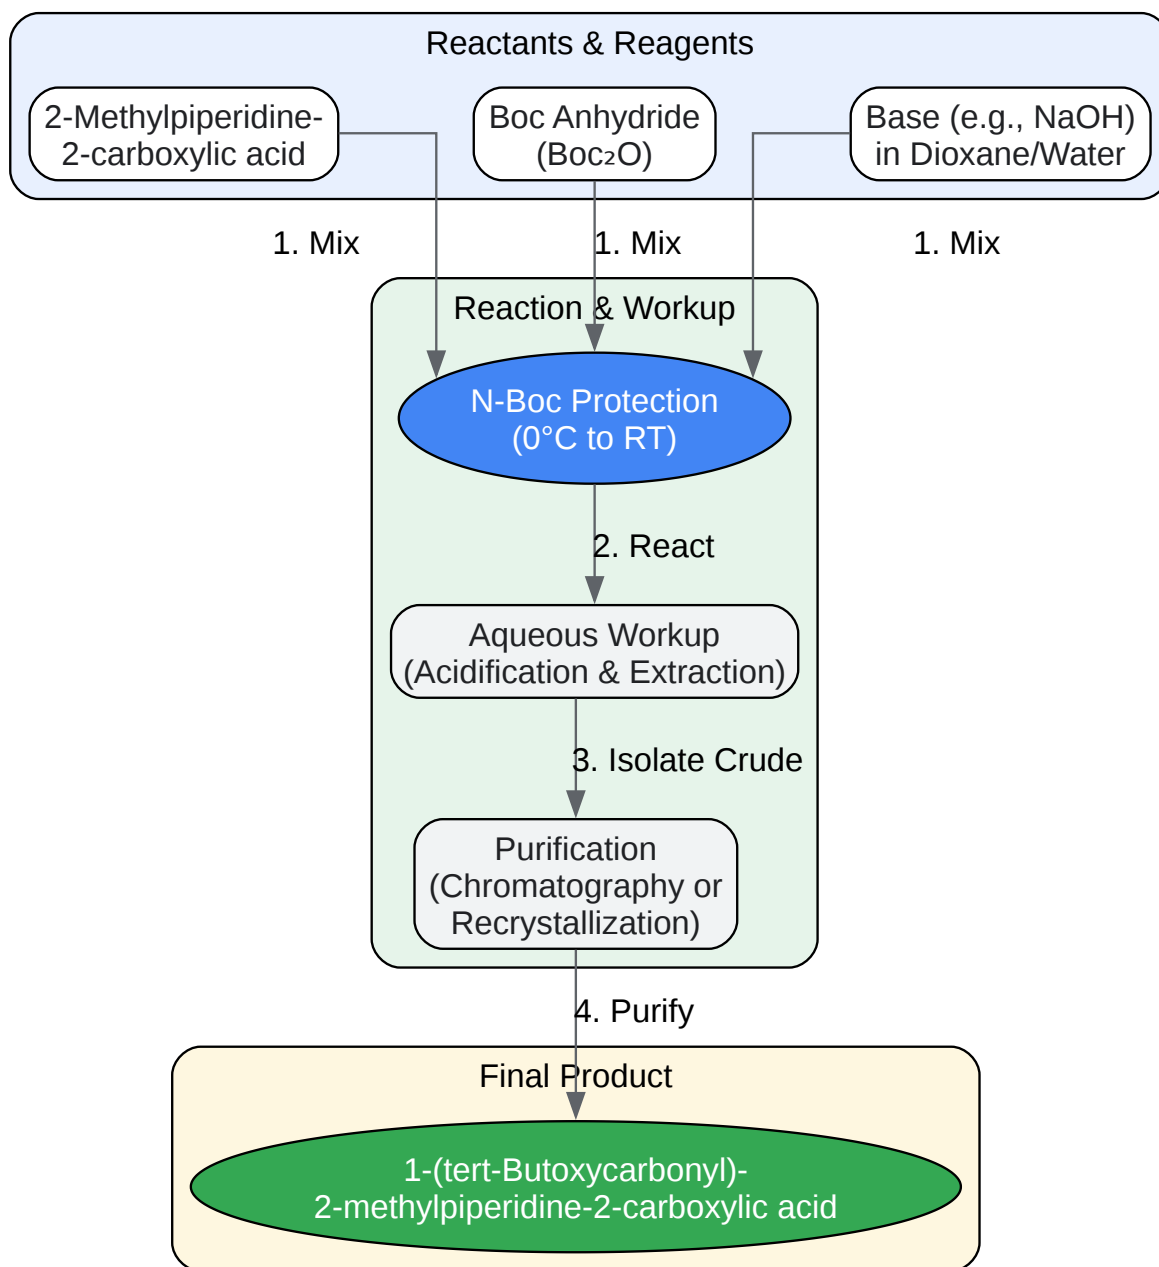 Reactants & Reagents
2-Methylpiperidine-
2-carboxylic acid
Boc Anhydride
(Boc₂O)
Base (e.g., NaOH)
in Dioxane/Water
1. Mix
1. Mix
1. Mix
Reaction & Workup
N-Boc Protection
(0°C to RT)
2. React
Aqueous Workup
(Acidification & Extraction)
3. Isolate Crude
Purification
(Chromatography or
Recrystallization)
4. Purify
Final Product
1-(tert-Butoxycarbonyl)-
2-methylpiperidine-2-carboxylic acid